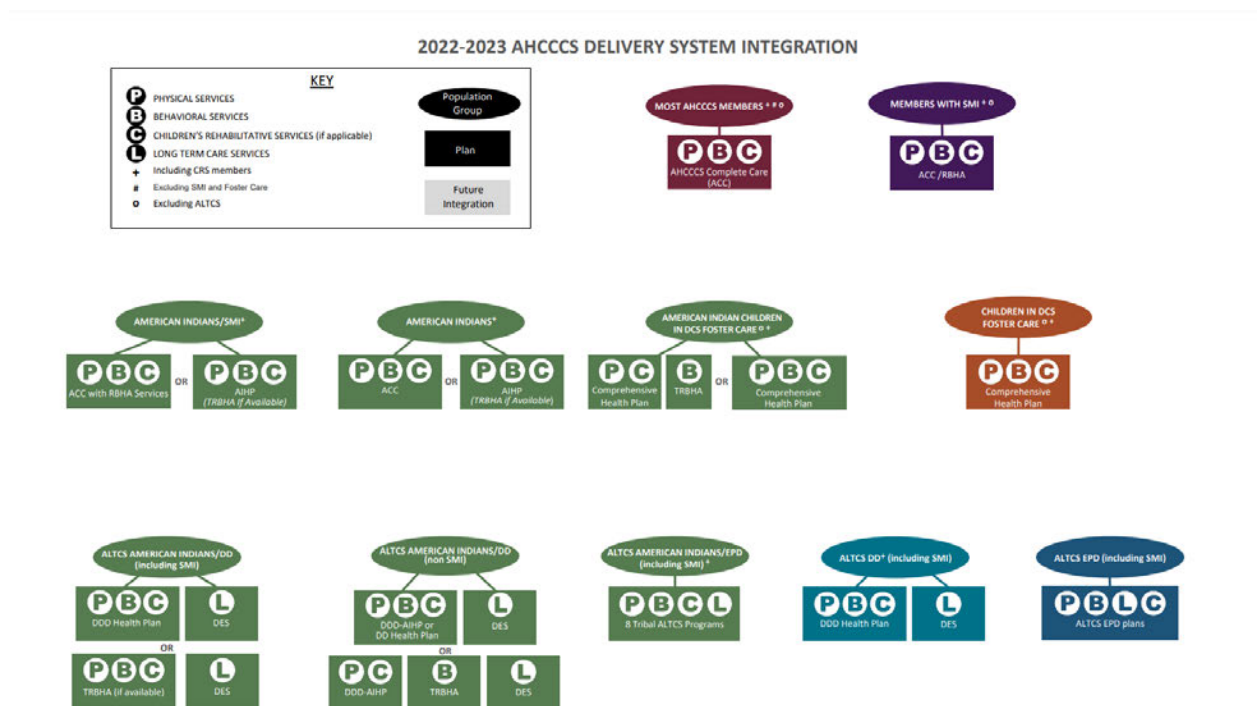 2022-2023 AHCCCS DELIVERY SYSTEM INTEGRATION
KEY
P PHYSICAL SERVICES
B BEHAVIORAL SERVICES
C CHILDREN'S REHABILITATIVE SERVICES (if applicable)
L LONG TERM CARE SERVICES
+ Including CRS members
# Excluding SMI and Foster Care
o Excluding ALTCS
Population
Group
Plan
Future
Integration
MOST AHCCCS MEMBERS + # o
P B C
AHCCCS Complete Care
(ACC)
MEMBERS WITH SMI + o
P B C
ACC /RBHA
AMERICAN INDIANS/SMI+
P B C
ACC with RBHA Services
OR
P B C
AIHP
(TRBHA If Available)
AMERICAN INDIANS+
P B C
ACC
OR
P B C
AIHP
(TRBHA If Available)
AMERICAN INDIAN CHILDREN
IN DCS FOSTER CARE o +
P C
Comprehensive
Health Plan
B
TRBHA
OR
P B C
Comprehensive
Health Plan
CHILDREN IN DCS
FOSTER CARE o +
P B C
Comprehensive
Health Plan
ALTCS AMERICAN INDIANS/DD
(including SMI)
P B C
DDD Health Plan
L
DES
OR
P B C
TRBHA (if available)
L
DES
ALTCS AMERICAN INDIANS/DD
(non SMI)
P B C
DDD-AIHP or
DD Health Plan
L
DES
OR
P C
DDD-AIHP
B
TRBHA
L
DES
ALTCS AMERICAN INDIANS/EPD
(including SMI) +
P B C L
8 Tribal ALTCS Programs
ALTCS DD+ (including SMI)
P B C
DDD Health Plan
L
DES
ALTCS EPD (including SMI)
P B L C
ALTCS EPD plans